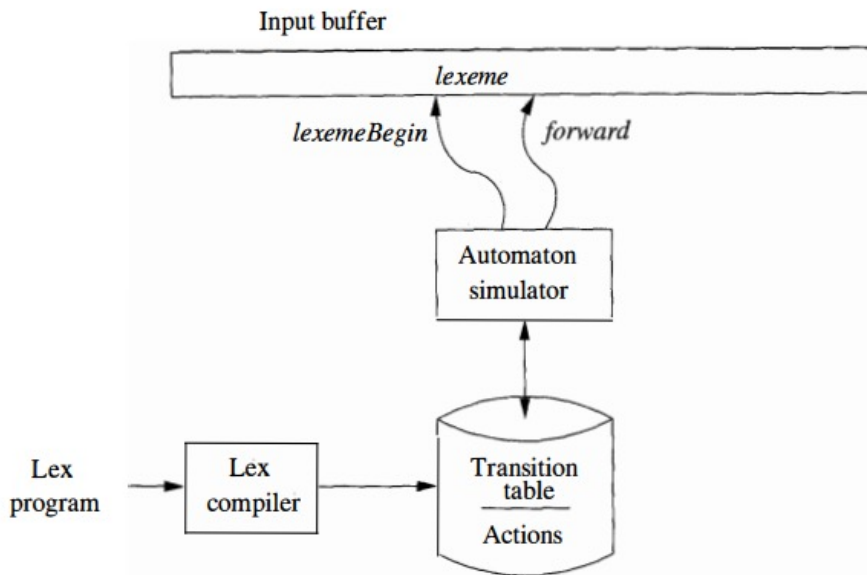 Input buffer
lexeme
lexemeBegin
forward
Automaton
simulator
Lex
program
Lex
compiler
Transition
table
Actions